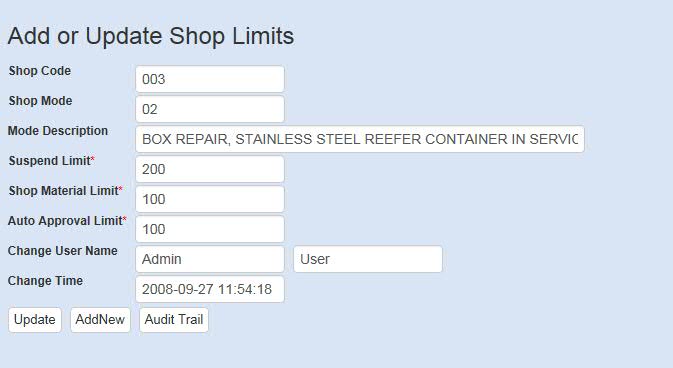 Add or Update Shop Limits
Shop Code 003
Shop Mode 02
Mode Description BOX REPAIR, STAINLESS STEEL REEFER CONTAINER IN SERVIC
Suspend Limit* 200
Shop Material Limit* 100
Auto Approval Limit* 100
Change User Name Admin User
Change Time 2008-09-27 11:54:18
Update AddNew Audit Trail